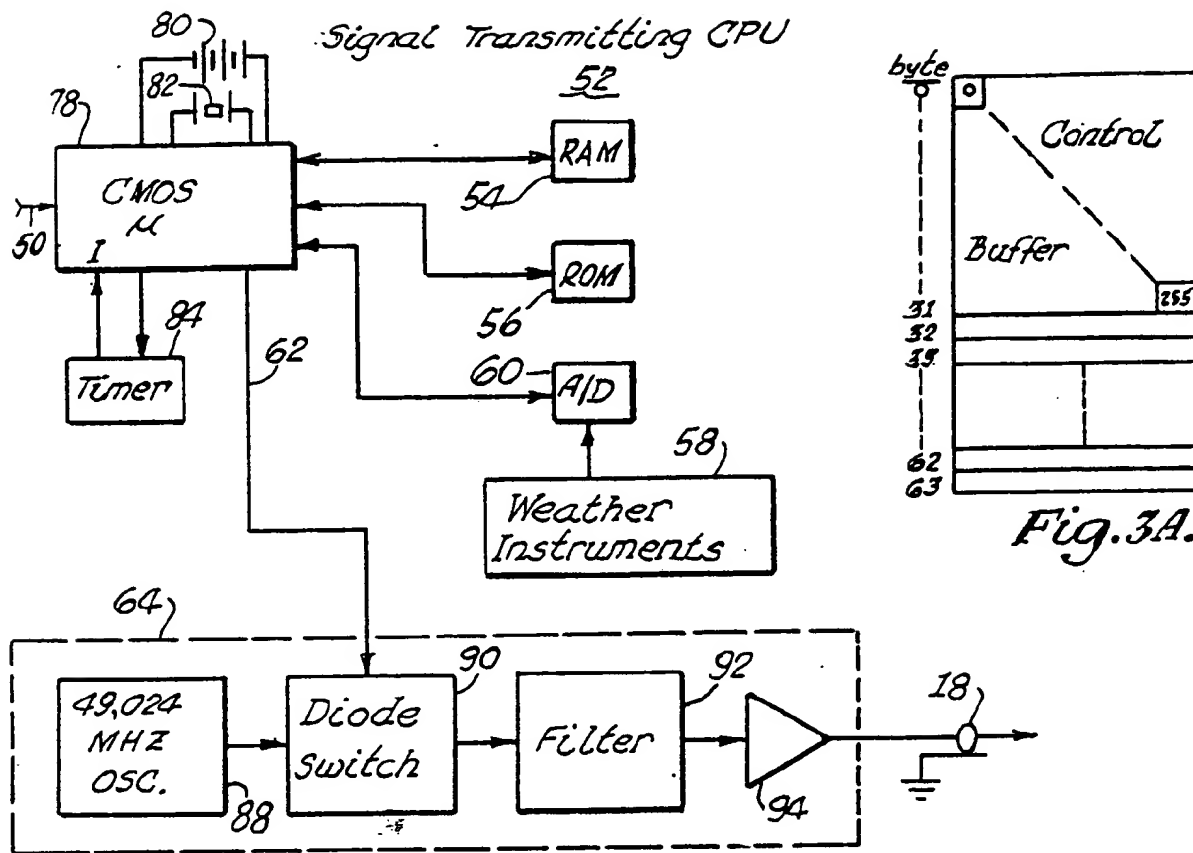 Signal Transmitting CPU
52
80
82
78
CMOS
μ
I
50
RAM
54
ROM
56
84
Timer
62
60
A/D
58
Weather
Instruments
64
49,024
MHZ
OSC.
88
90
Diode
Switch
92
Filter
94
18
byte
0
0
Control
Buffer
255
31
32
33
62
63
Fig. 3A.